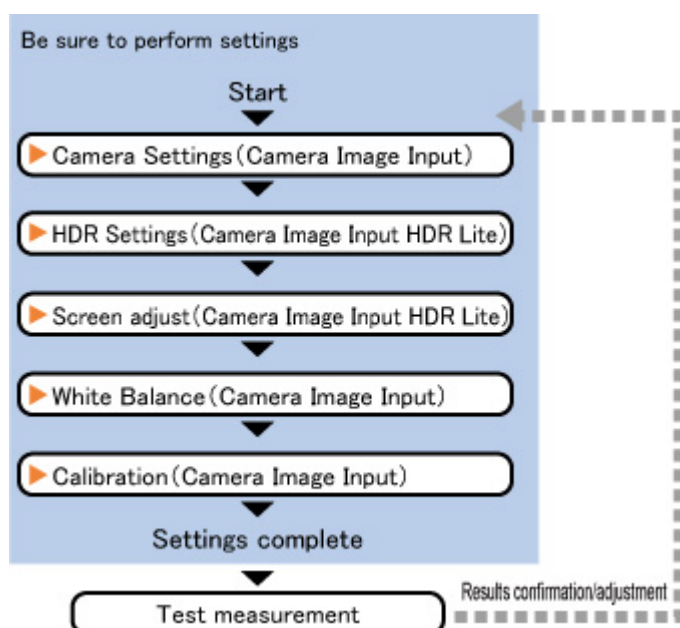 Be sure to perform settings
Start
Camera Settings(Camera Image Input)
HDR Settings(Camera Image Input HDR Lite)
Screen adjust(Camera Image Input HDR Lite)
White Balance(Camera Image Input)
Calibration(Camera Image Input)
Settings complete
Results confirmation/adjustment
Test measurement